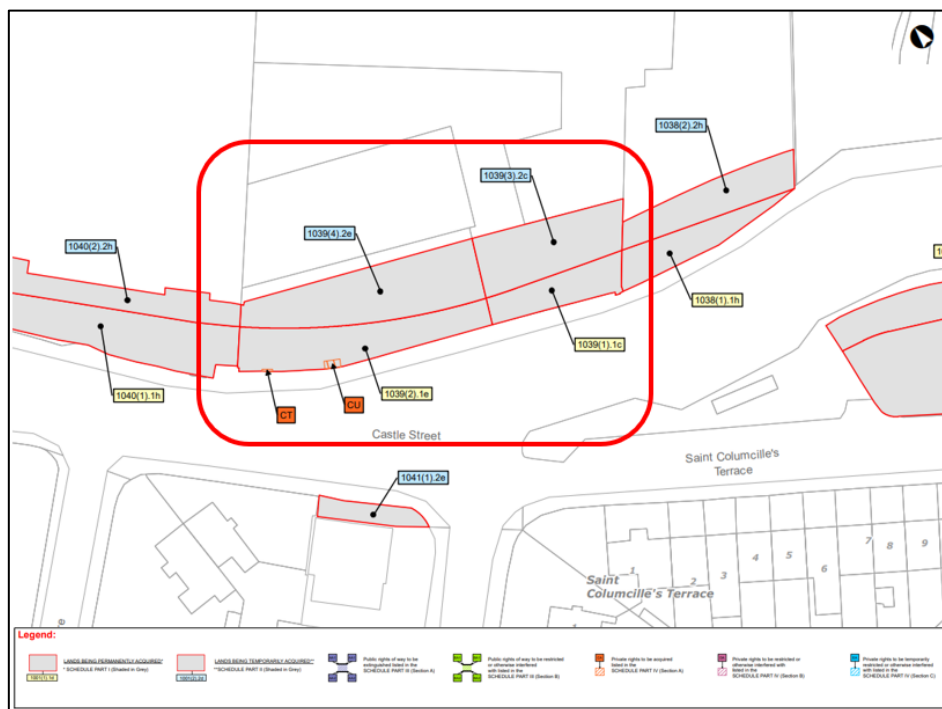 1038(2).2h
1039(3).2c
1039(4).2e
1040(2).2h
1038(1).1h
1039(1).1c
1040(1).1h
1039(2).1e
CT
CU
Castle Street
Saint Columcille's
Terrace
1041(1).2e
1
2
3
4
5
6
7
8
9
Saint
Columcille's Terrace
Legend:
LANDS BEING PERMANENTLY ACQUIRED*
* SCHEDULE PART I (Shaded in Grey)
LANDS BEING TEMPORARILY ACQUIRED**
**SCHEDULE PART II (Shaded in Grey)
Public rights of way to be
extinguished listed in the
SCHEDULE PART III (Section A)
Public rights of way to be restricted
or otherwise interfered
with listed in the
SCHEDULE PART III (Section B)
Private rights to be acquired
listed in the
SCHEDULE PART IV (Section A)
Private rights to be restricted or
otherwise interfered with
listed in the
SCHEDULE PART IV (Section B)
Private rights to be temporarily
restricted or otherwise interfered
with listed in the
SCHEDULE PART IV (Section C)